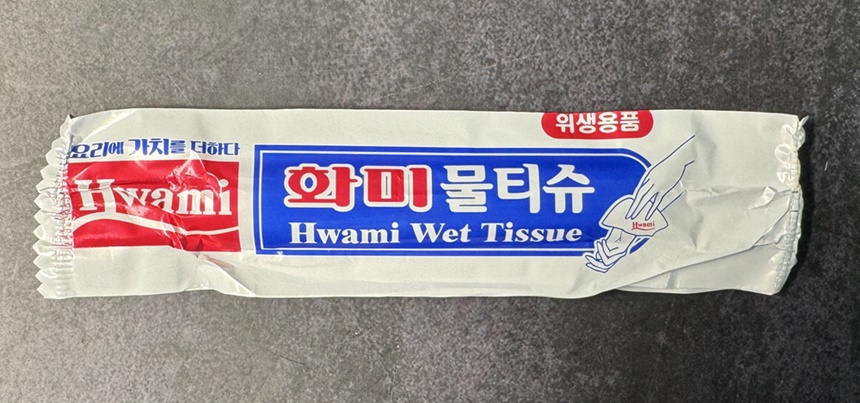 위생용품
요리에 가치를 더하다
Hwami
화미 물티슈
Hwami Wet Tissue
Hwami